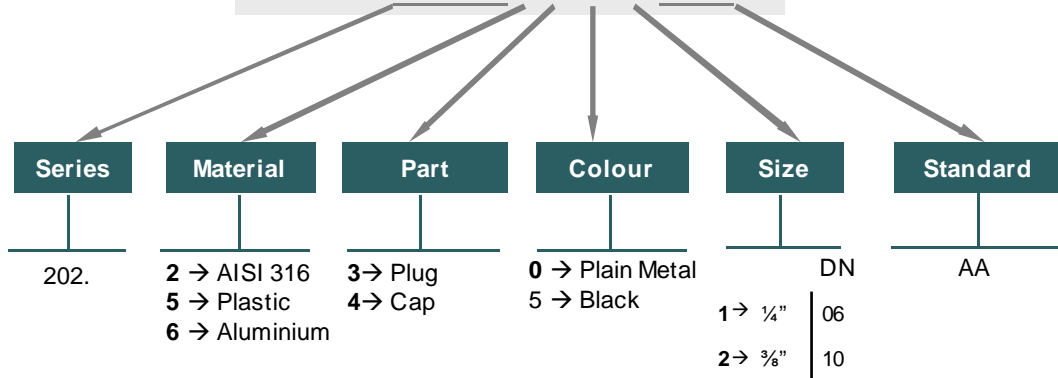 Series Material Part Colour Size Standard
202.
2 → AISI 316
5 → Plastic
6 → Aluminium
3→ Plug
4→ Cap
0 → Plain Metal
5 → Black
DN
1→ ¼” 06
2→ ⅜” 10
AA